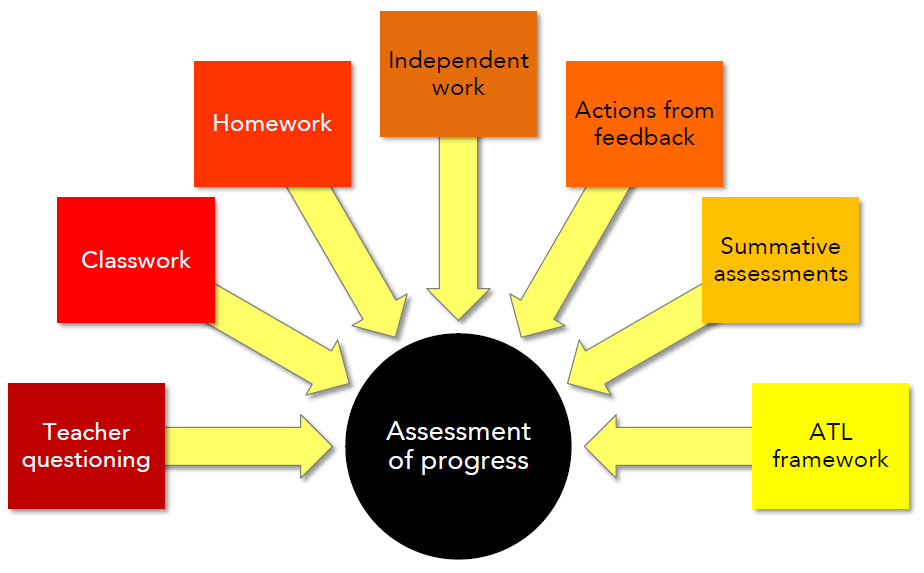 Independent
work
Homework
Actions from
feedback
Classwork
Summative
assessments
Teacher
questioning
Assessment
of progress
ATL
framework